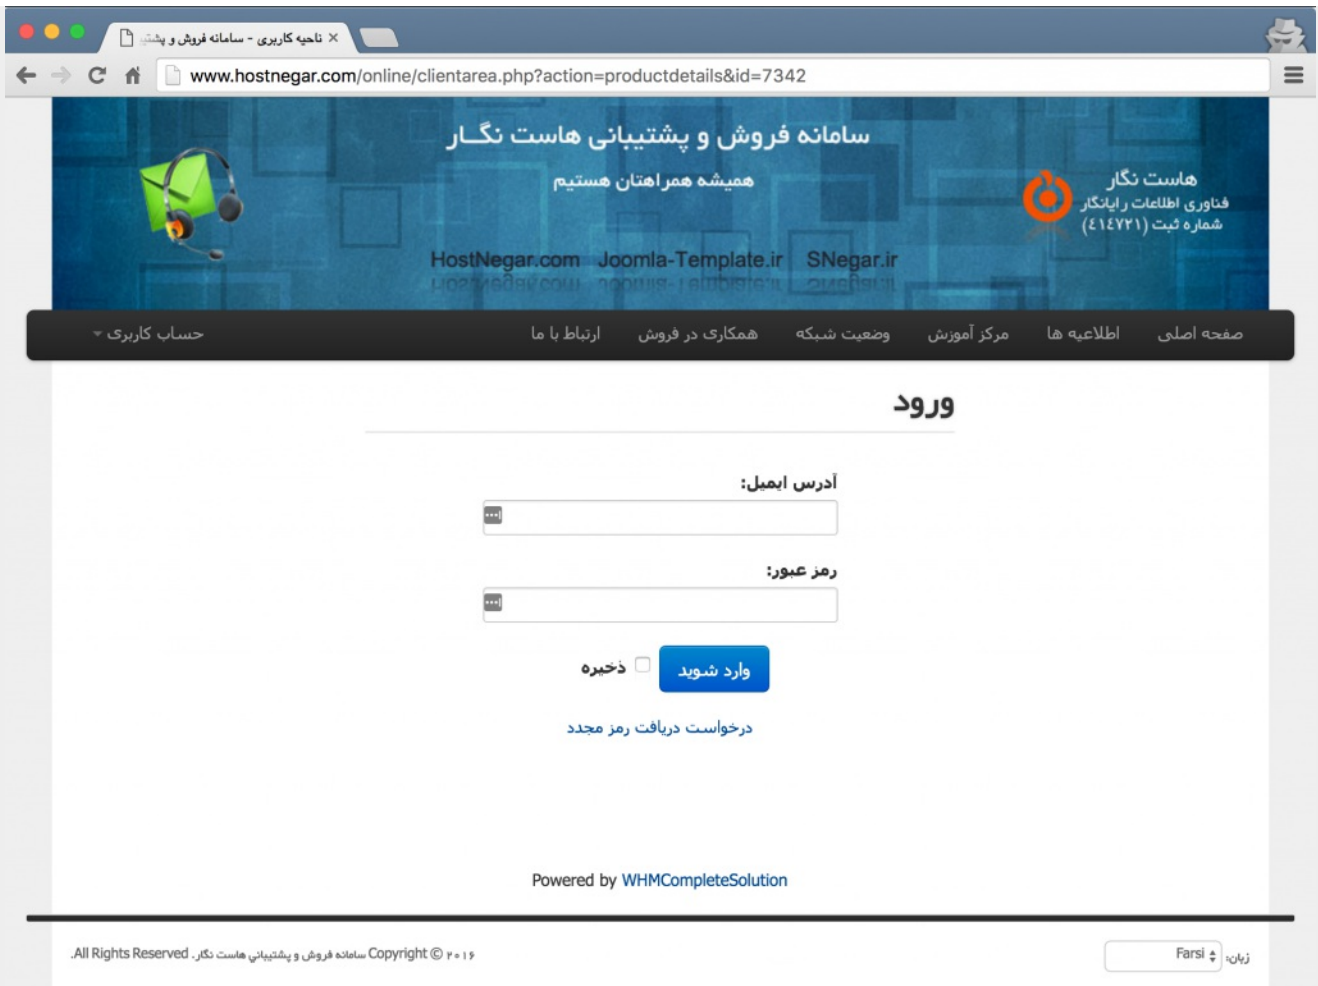 ناحیه کاربری - سامانه فروش و پشتی
www.hostnegar.com/online/clientarea.php?action=productdetails&id=7342
سامانه فروش و پشتیبانی هاست نگـــار
همیشه همراهتان هستیم
هاست نگار
فناوری اطلاعات رایانگار
شماره ثبت (٤١٤٧٢١)
HostNegar.com Joomla-Template.ir SNegar.ir
صفحه اصلی اطلاعیه ها مرکز آموزش وضعیت شبکه همکاری در فروش ارتباط با ما حساب کاربری
ورود
آدرس ایمیل:
رمز عبور:
وارد شوید ذخیره
درخواست دریافت رمز مجدد
Powered by WHMCompleteSolution
زبان: Farsi
Copyright © ۲۰۱۶ سامانه فروش و پشتیبانی هاست نگار. All Rights Reserved.